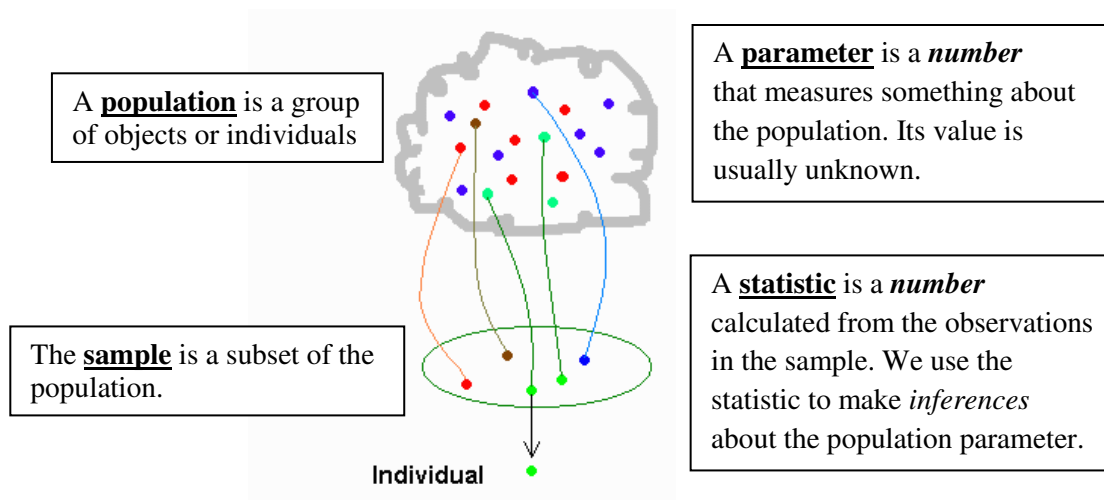 A population is a group
of objects or individuals
A parameter is a number
that measures something about
the population. Its value is
usually unknown.
The sample is a subset of the
population.
A statistic is a number
calculated from the observations
in the sample. We use the
statistic to make inferences
about the population parameter.
Individual